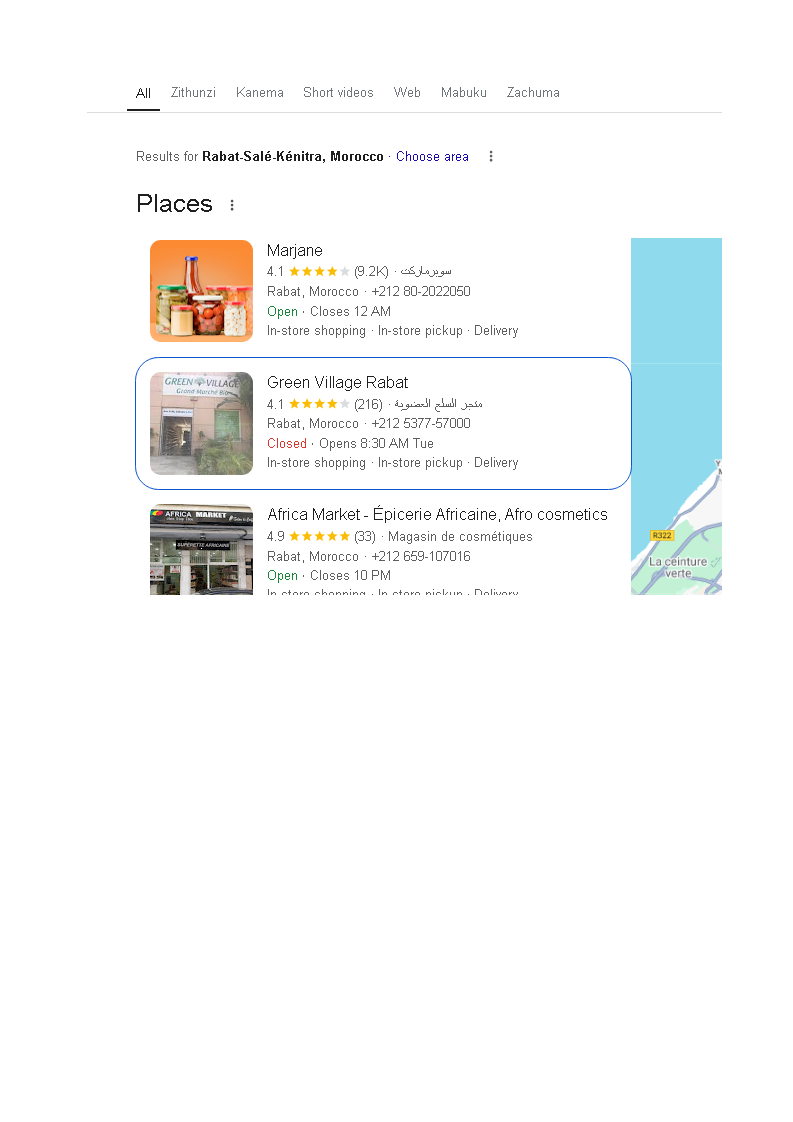 All Zithunzi Kanema Short videos Web Mabuku Zachuma
Results for Rabat-Salé-Kénitra, Morocco · Choose area
Places
Marjane
4.1 (9.2K) · سوبرماركت
Rabat, Morocco · +212 80-2022050
Open · Closes 12 AM
In-store shopping · In-store pickup · Delivery
GREEN VILLAGE
Grand Marché Bio
Green Village Rabat
4.1 (216) · متجر السلع العضوية
Rabat, Morocco · +212 5377-57000
Closed · Opens 8:30 AM Tue
In-store shopping · In-store pickup · Delivery
AFRICA MARKET
SUPERETTE AFRICAINE
Africa Market - Épicerie Africaine, Afro cosmetics
4.9 (33) · Magasin de cosmétiques
Rabat, Morocco · +212 659-107016
Open · Closes 10 PM
In-store shopping · In-store pickup · Delivery
R322
La ceinture
verte